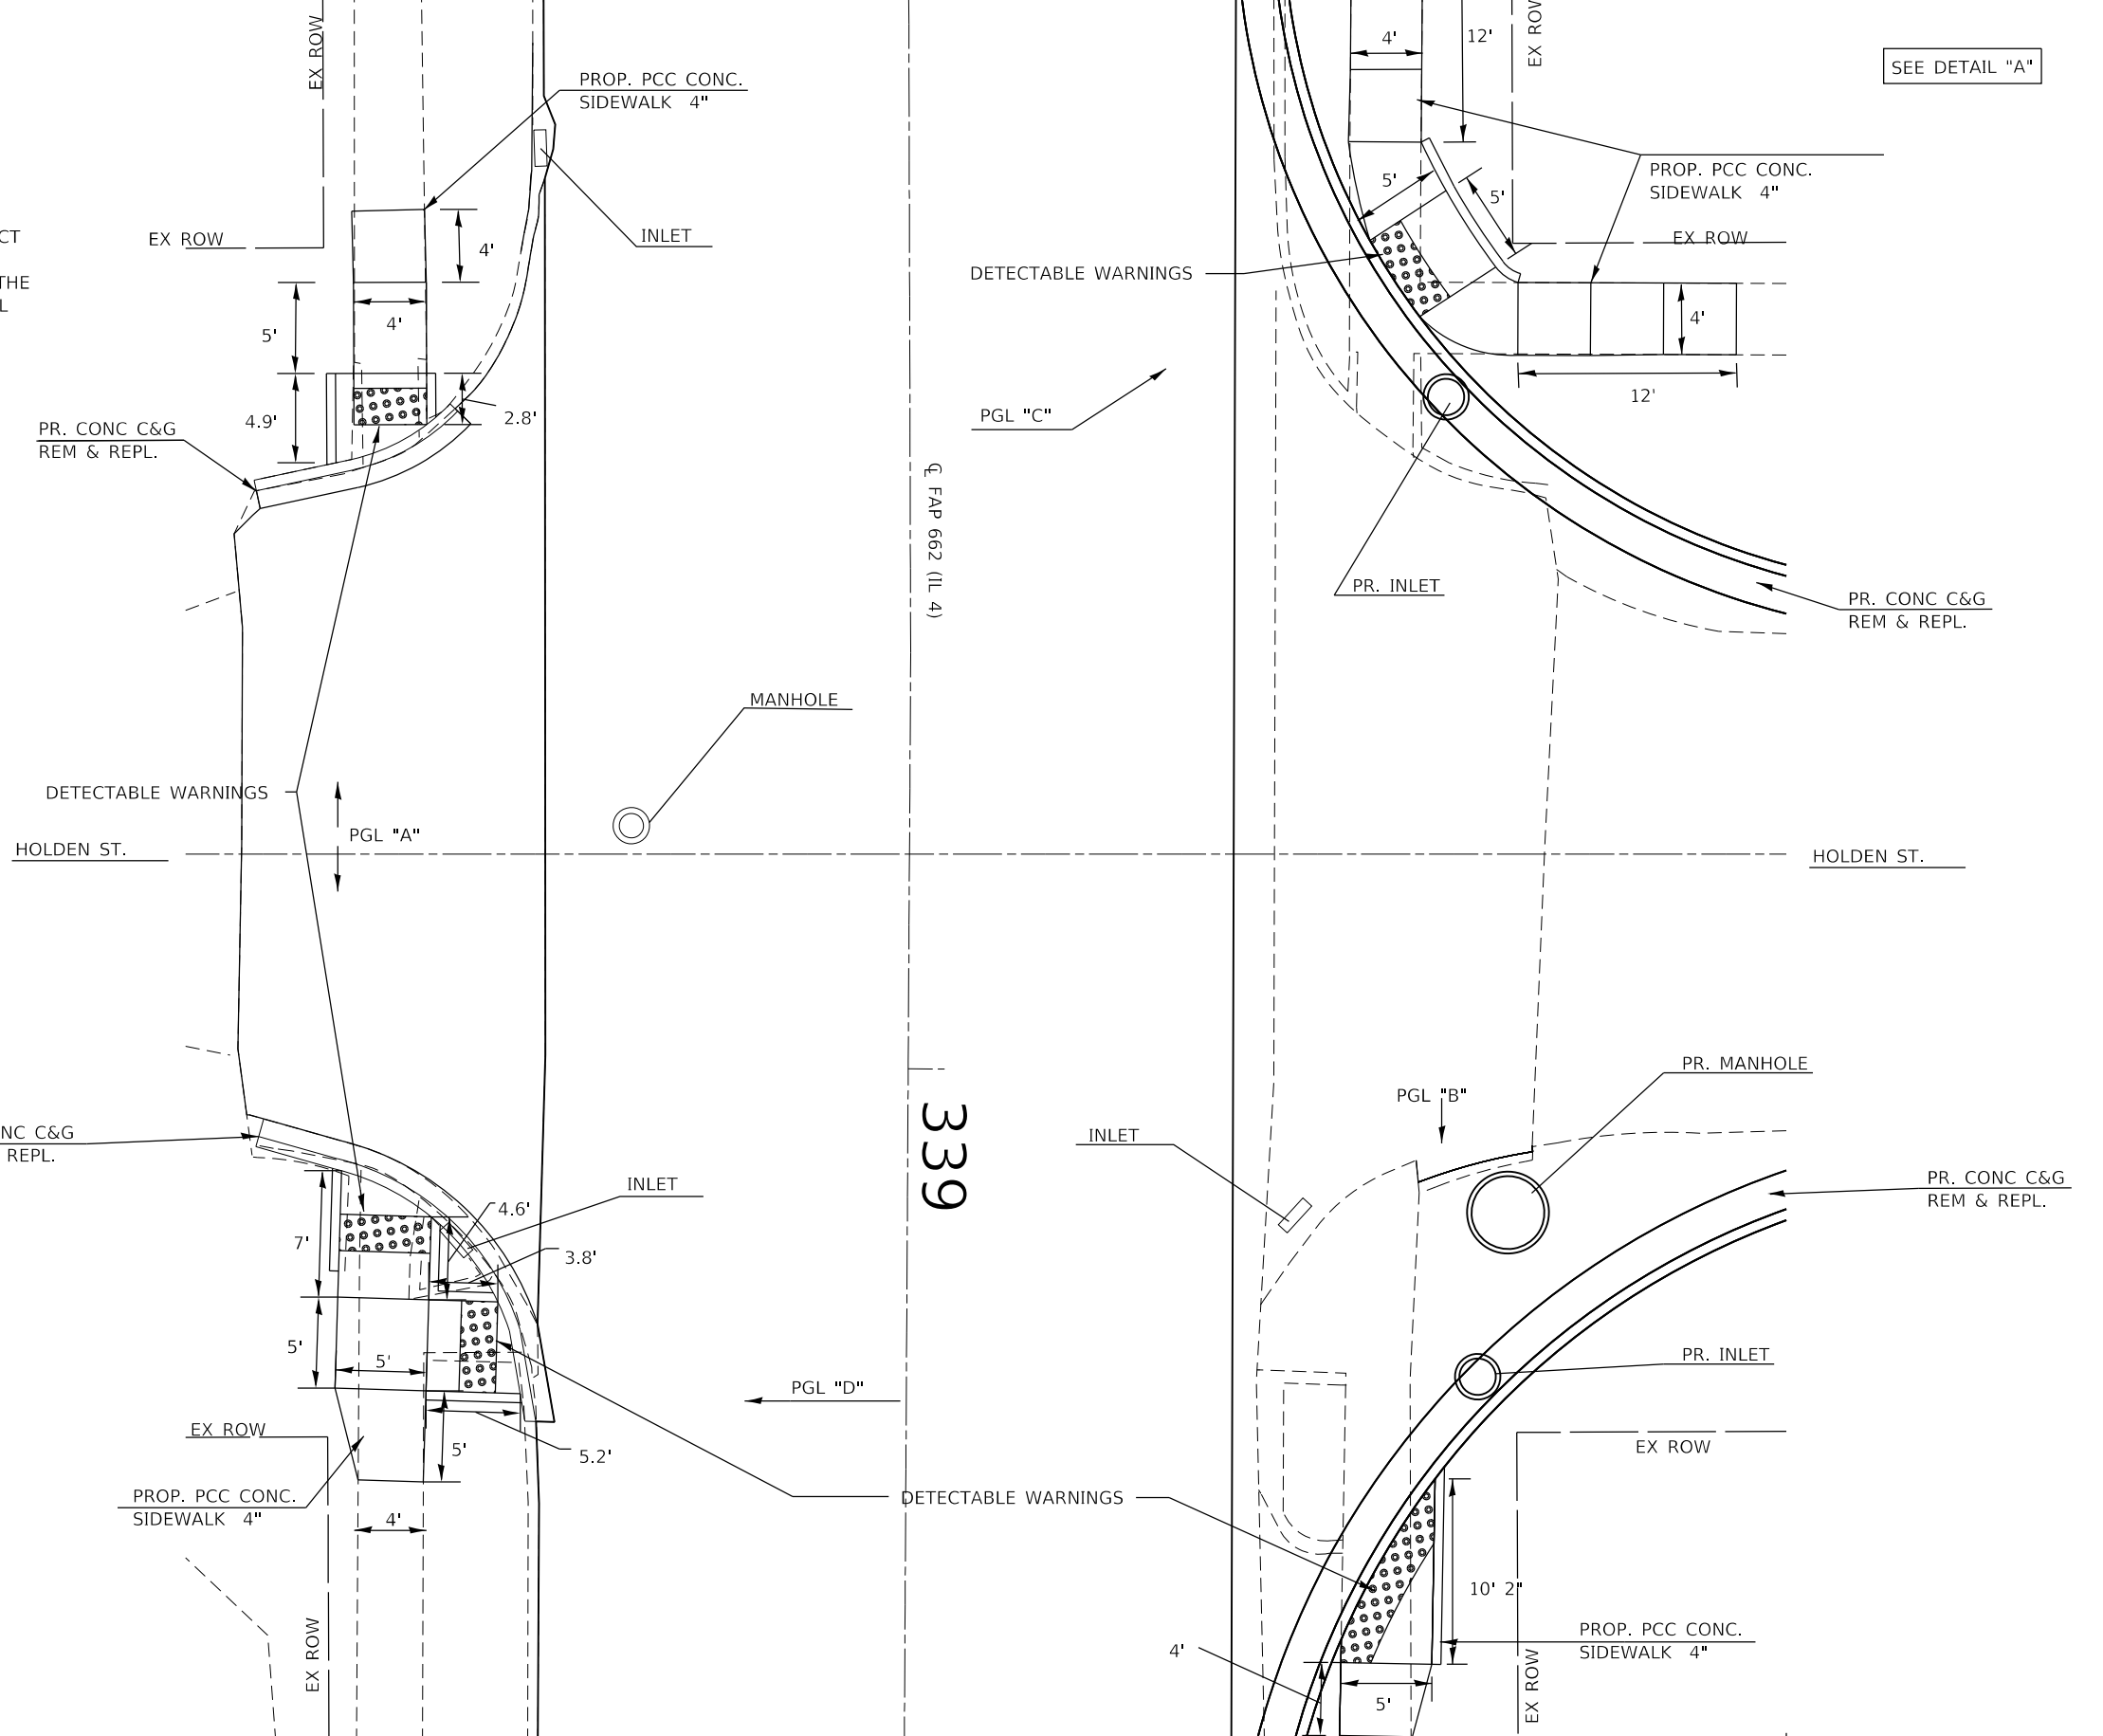 EX ROW
PROP. PCC CONC.
SIDEWALK 4"
4'
12'
EX ROW
SEE DETAIL "A"
CT
THE
L
EX ROW
INLET
4'
5'
4'
4.9'
2.8'
PR. CONC C&G
REM & REPL.
DETECTABLE WARNINGS
5'
5'
PROP. PCC CONC.
SIDEWALK 4"
EX ROW
4'
12'
PGL "C"
℄ FAP 662 (IL 4)
PR. INLET
PR. CONC C&G
REM & REPL.
MANHOLE
DETECTABLE WARNINGS
PGL "A"
HOLDEN ST.
HOLDEN ST.
339
PGL "B"
PR. MANHOLE
INLET
NC C&G
REPL.
INLET
4.6'
3.8'
7'
5'
5'
5'
5.2'
PGL "D"
PR. CONC C&G
REM & REPL.
PR. INLET
EX ROW
EX ROW
PROP. PCC CONC.
SIDEWALK 4"
4'
EX ROW
DETECTABLE WARNINGS
10' 2"
PROP. PCC CONC.
SIDEWALK 4"
4'
5'
EX ROW